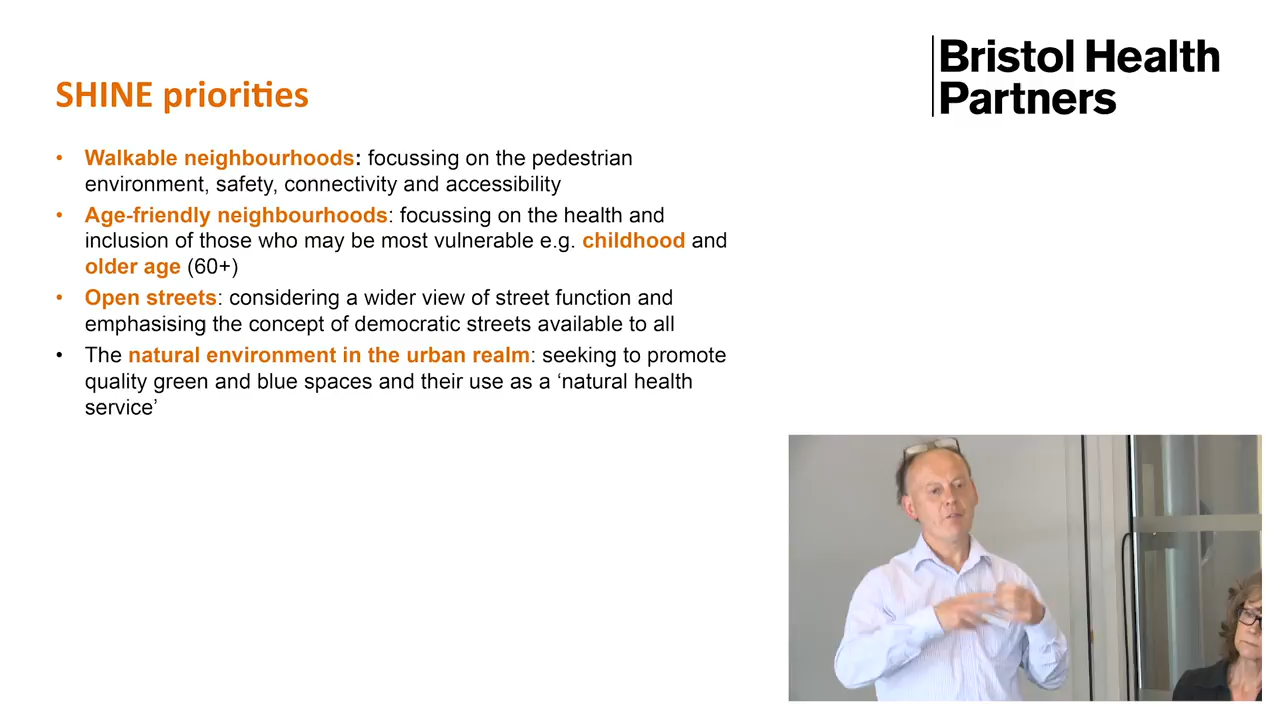 Bristol Health
Partners
SHINE priorities
• Walkable neighbourhoods: focussing on the pedestrian
environment, safety, connectivity and accessibility
• Age-friendly neighbourhoods: focussing on the health and
inclusion of those who may be most vulnerable e.g. childhood and
older age (60+)
• Open streets: considering a wider view of street function and
emphasising the concept of democratic streets available to all
• The natural environment in the urban realm: seeking to promote
quality green and blue spaces and their use as a ‘natural health
service’